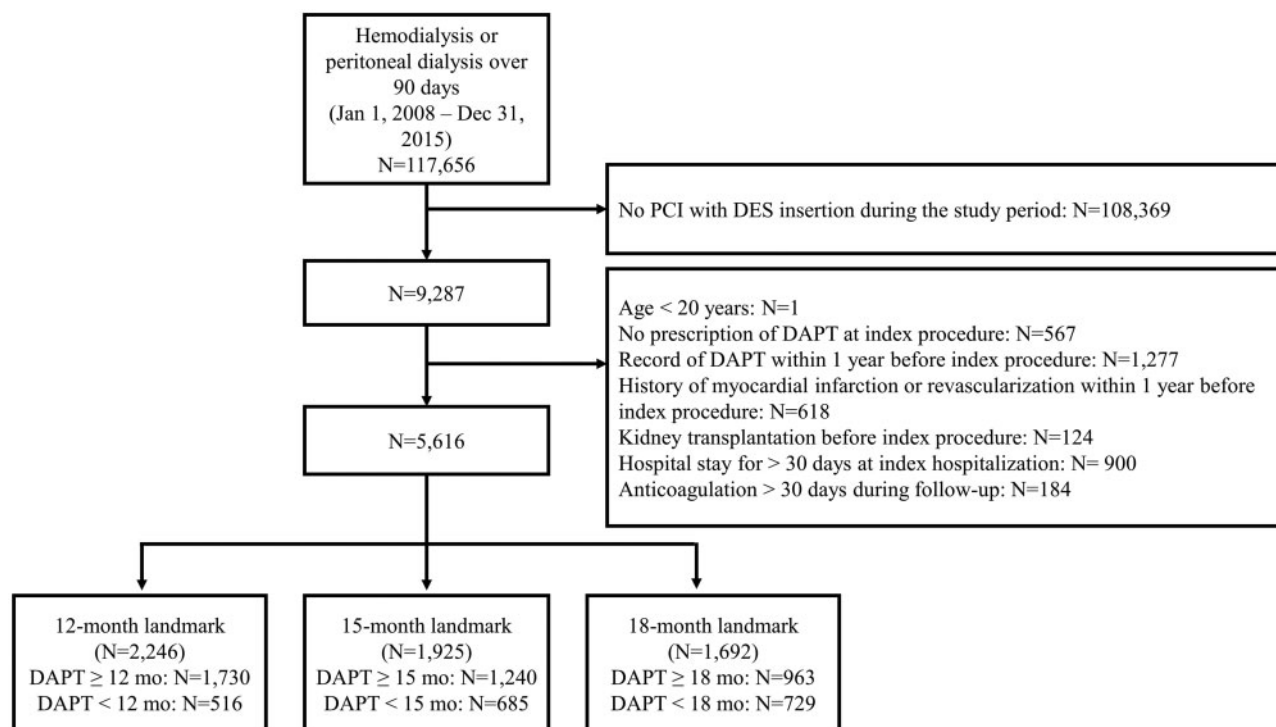 Hemodialysis or
peritoneal dialysis over
90 days
(Jan 1, 2008 – Dec 31,
2015)
N=117,656
No PCI with DES insertion during the study period: N=108,369
N=9,287
Age < 20 years: N=1
No prescription of DAPT at index procedure: N=567
Record of DAPT within 1 year before index procedure: N=1,277
History of myocardial infarction or revascularization within 1 year before
index procedure: N=618
Kidney transplantation before index procedure: N=124
Hospital stay for > 30 days at index hospitalization: N= 900
Anticoagulation > 30 days during follow-up: N=184
N=5,616
12-month landmark
(N=2,246)
DAPT ≥ 12 mo: N=1,730
DAPT < 12 mo: N=516
15-month landmark
(N=1,925)
DAPT ≥ 15 mo: N=1,240
DAPT < 15 mo: N=685
18-month landmark
(N=1,692)
DAPT ≥ 18 mo: N=963
DAPT < 18 mo: N=729